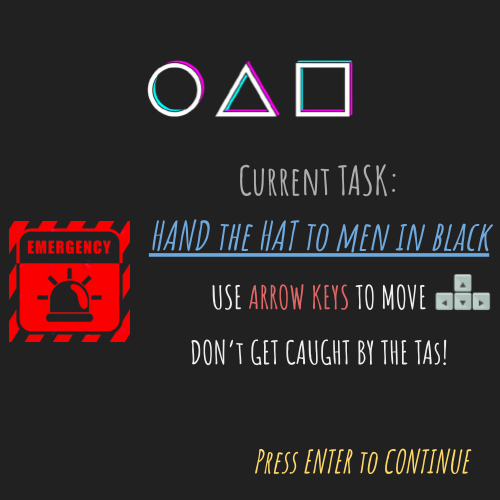 Current TASK:
HAND the HAT to men in black
EMERGENCY
USE ARROW KEYS TO MOVE
DON't GET CAUGHT BY THE TAs!
Press ENTER to CONTINUE